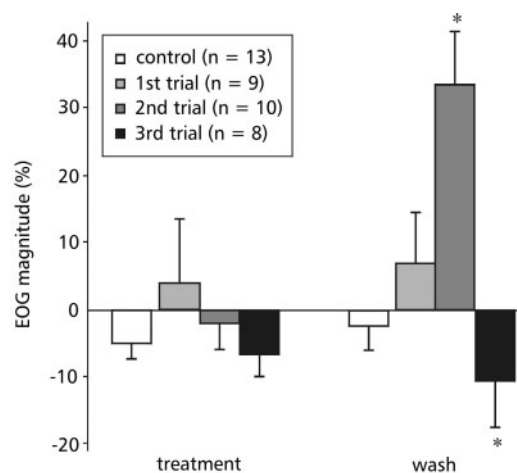 40
30
20
10
0
-10
-20
EOG magnitude (%)
control (n = 13)
1st trial (n = 9)
2nd trial (n = 10)
3rd trial (n = 8)
*
*
treatment wash